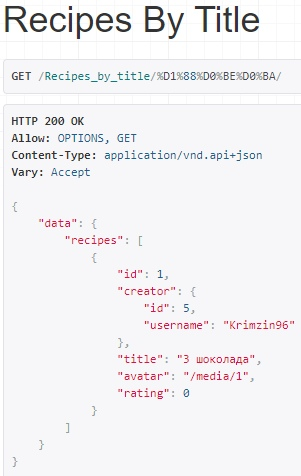 Recipes By Title
GET /Recipes_by_title/%D1%88%D0%BE%D0%BA/
HTTP 200 OK
Allow: OPTIONS, GET
Content-Type: application/vnd.api+json
Vary: Accept
{
    "data": {
        "recipes": [
            {
                "id": 1,
                "creator": {
                    "id": 5,
                    "username": "Krimzin96"
                },
                "title": "3 шоколада",
                "avatar": "/media/1",
                "rating": 0
            }
        ]
    }
}